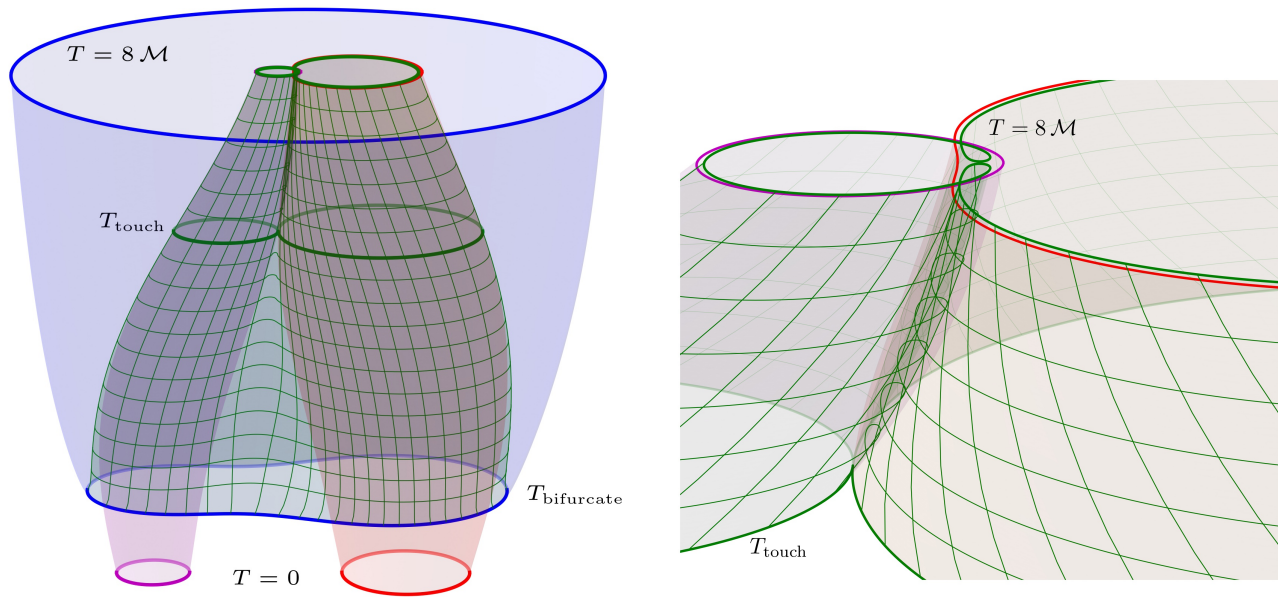 T = 8 ℳ
T_touch
T_bifurcate
T = 0
T = 8 ℳ
T_touch